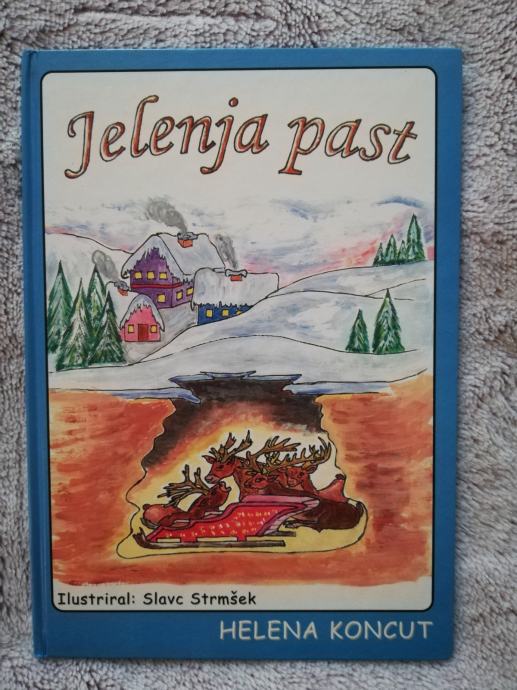 Jelenja past
Ilustriral: Slavc Strmšek
HELENA KONCUT